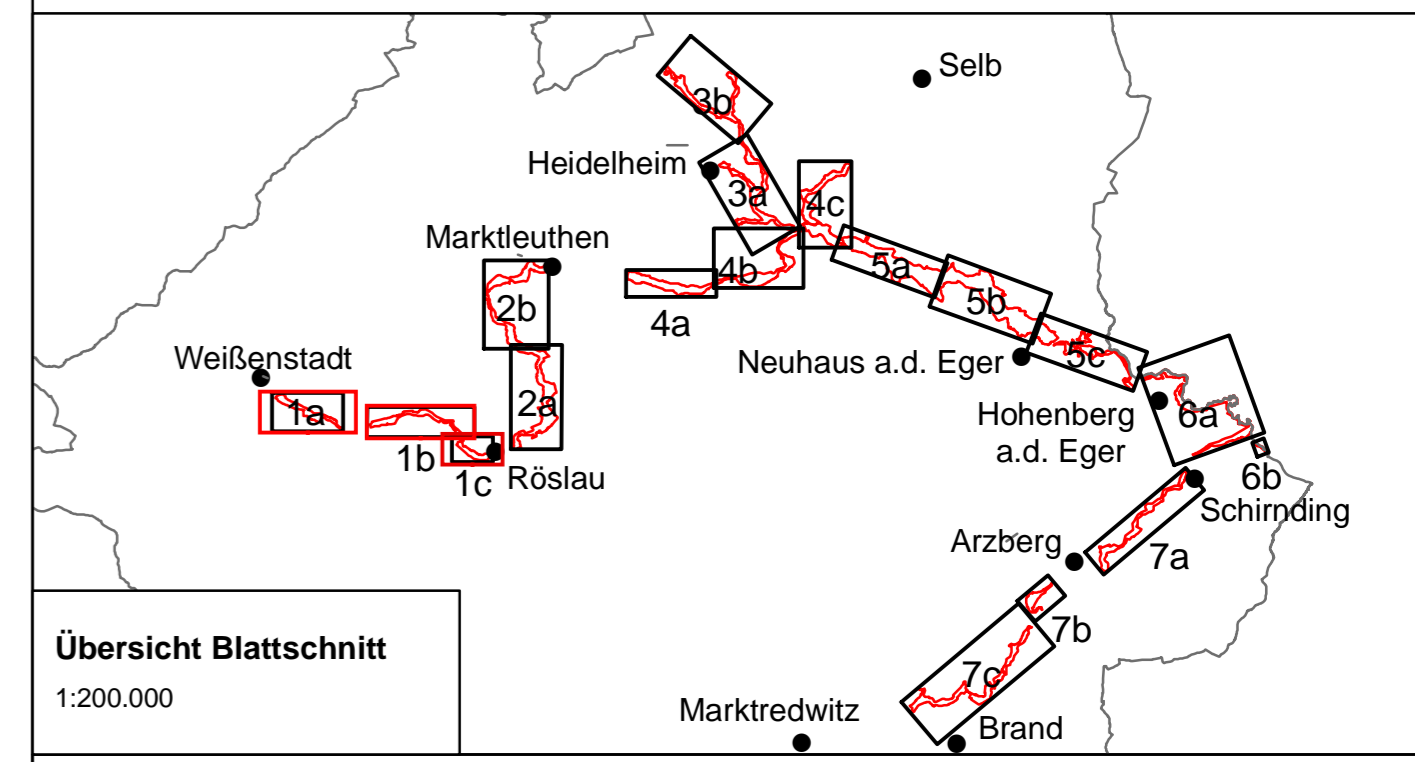 Selb
3b
Heidelheim
3a
4c
Marktleuthen
4b
5a
2b
5b
4a
Weißenstadt
Neuhaus a.d. Eger
5c
1a
2a
Hohenberg
a.d. Eger
6a
1b
1c
Röslau
6b
Schirnding
Arzberg
7a
7b
Übersicht Blattschnitt
1:200.000
7c
Marktredwitz
Brand